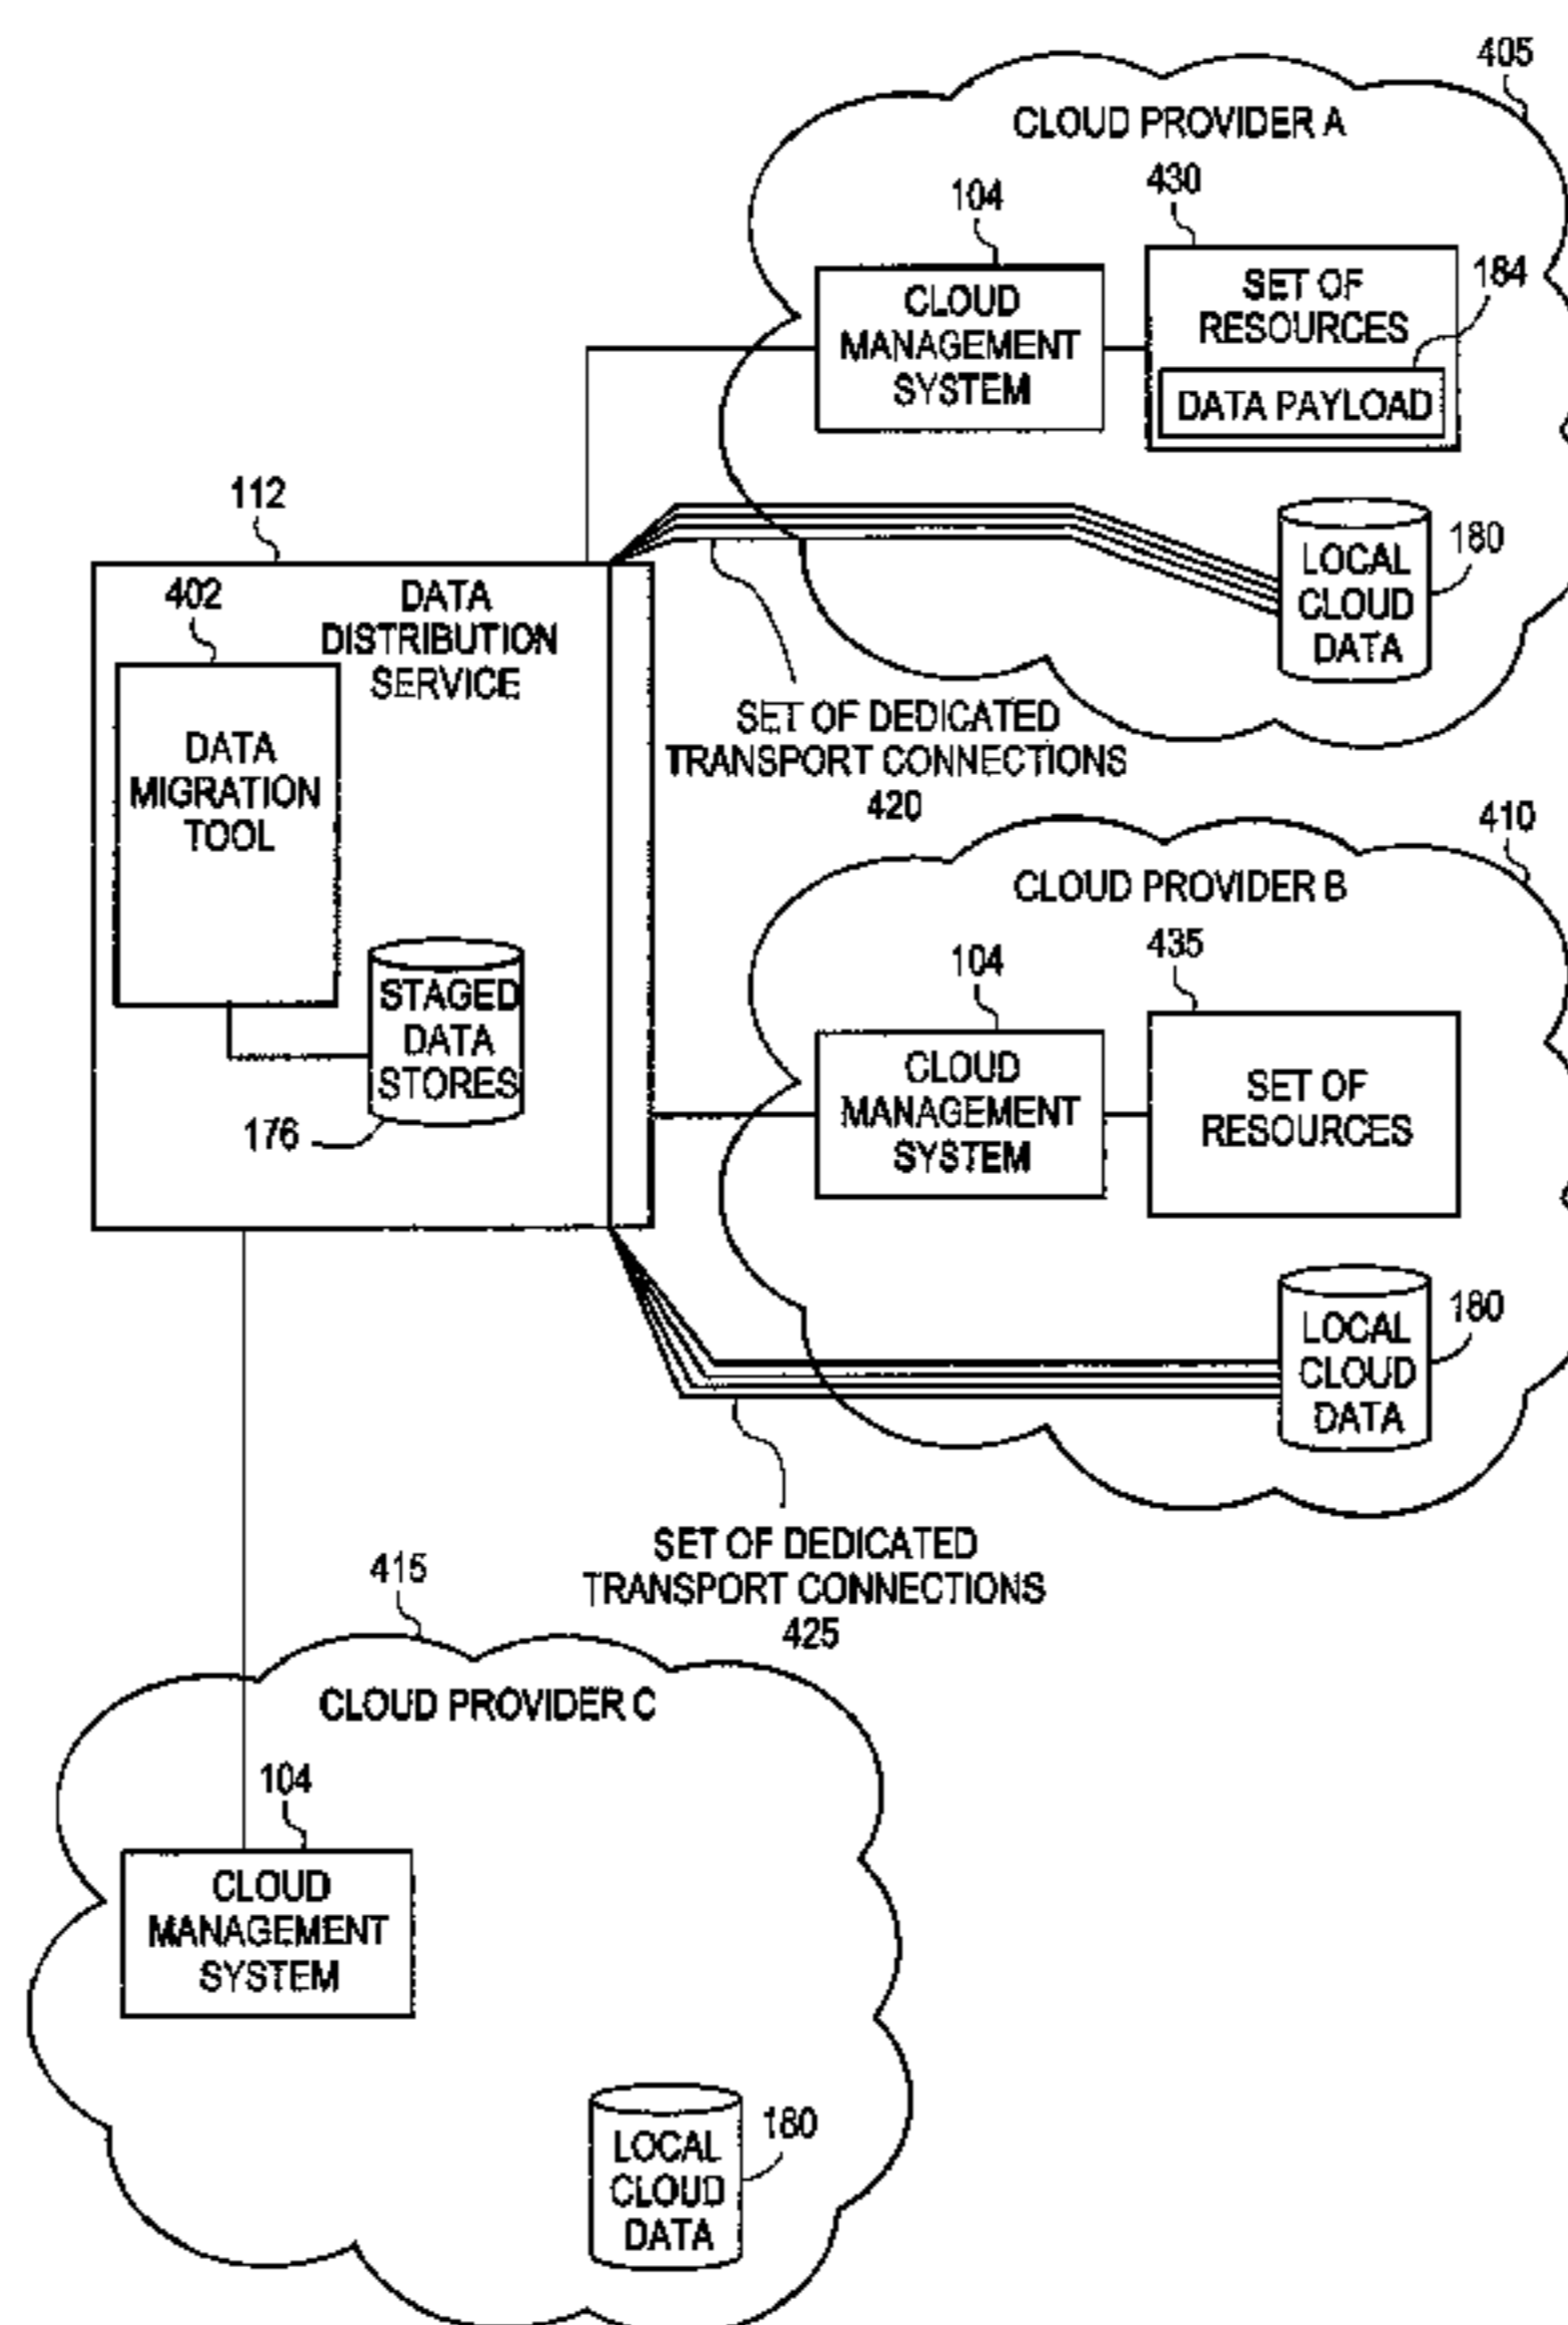 405
CLOUD PROVIDER A
430
104
184
CLOUD
MANAGEMENT
SYSTEM
SET OF
RESOURCES
DATA PAYLOAD
112
402
DATA
DISTRIBUTION
SERVICE
180
LOCAL
CLOUD
DATA
DATA
MIGRATION
TOOL
SET OF DEDICATED
TRANSPORT CONNECTIONS
420
410
CLOUD PROVIDER B
435
104
STAGED
DATA
STORES
176
CLOUD
MANAGEMENT
SYSTEM
SET OF
RESOURCES
180
LOCAL
CLOUD
DATA
SET OF DEDICATED
TRANSPORT CONNECTIONS
425
415
CLOUD PROVIDER C
104
CLOUD
MANAGEMENT
SYSTEM
180
LOCAL
CLOUD
DATA